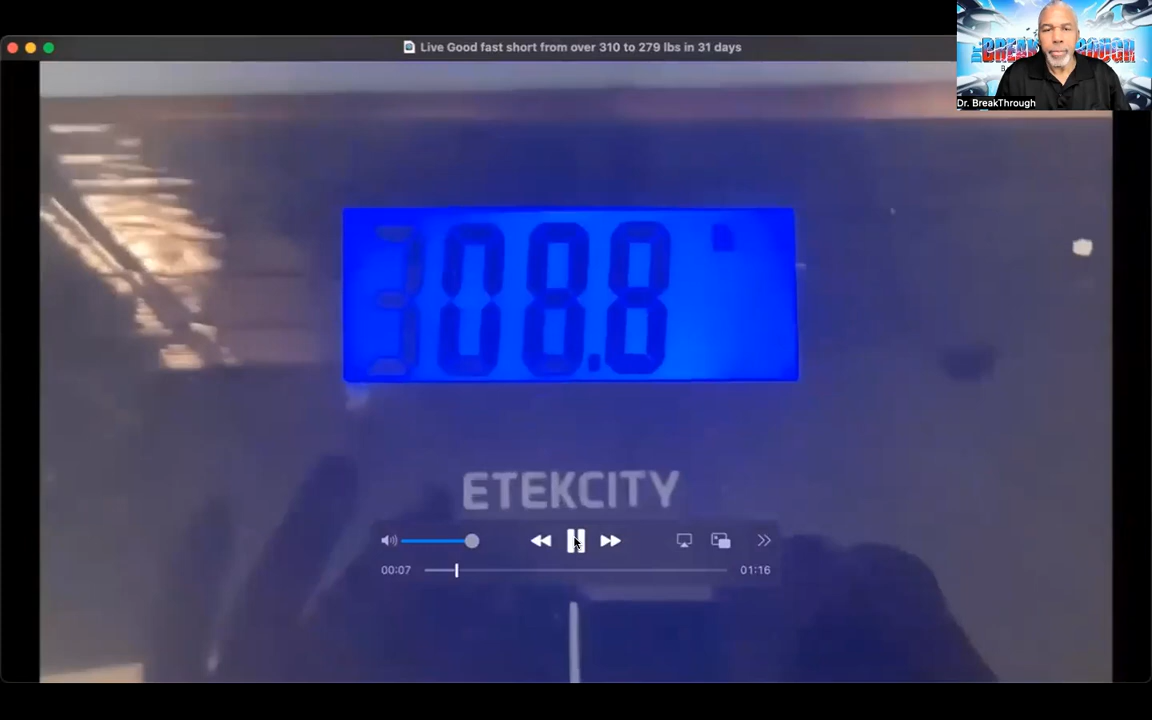 Live Good fast short from over 310 to 279 lbs in 31 days
Dr. BreakThrough
308.8
ETEKCITY
00:07
01:16